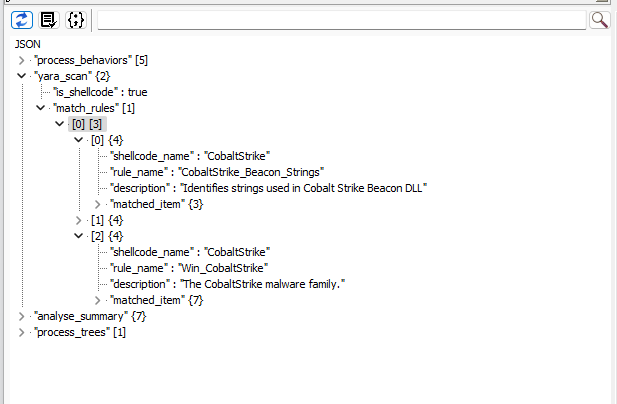 JSON
"process_behaviors" [5]
"yara_scan" {2}
"is_shellcode" : true
"match_rules" [1]
[0] [3]
[0] {4}
"shellcode_name" : "CobaltStrike"
"rule_name" : "CobaltStrike_Beacon_Strings"
"description" : "Identifies strings used in Cobalt Strike Beacon DLL"
"matched_item" {3}
[1] {4}
[2] {4}
"shellcode_name" : "CobaltStrike"
"rule_name" : "Win_CobaltStrike"
"description" : "The CobaltStrike malware family."
"matched_item" {7}
"analyse_summary" {7}
"process_trees" [1]